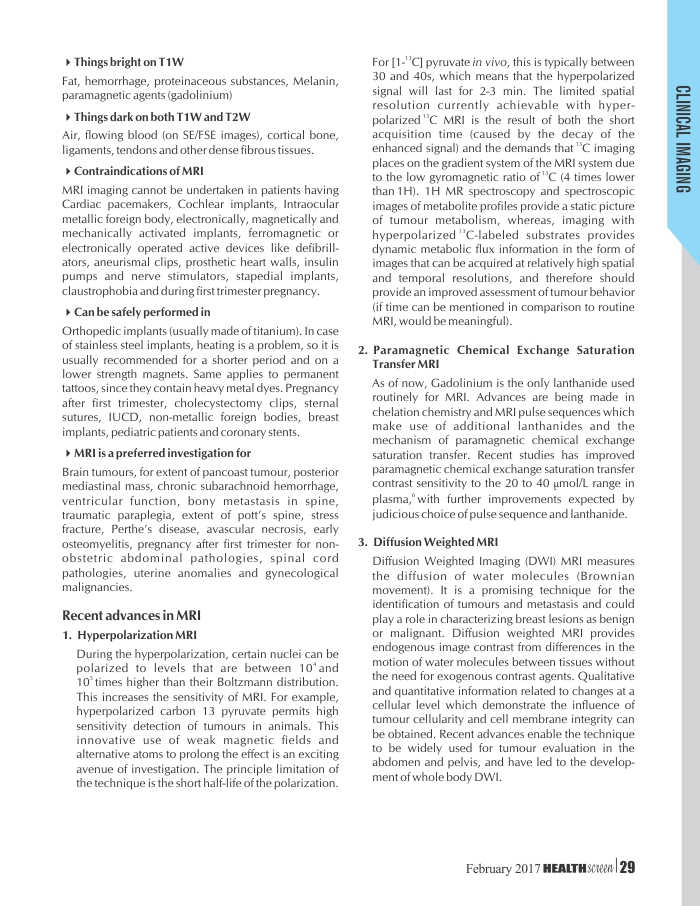 Things bright on T1W
Fat, hemorrhage, proteinaceous substances, Melanin,
paramagnetic agents (gadolinium)
Things dark on both T1W and T2W
Air, flowing blood (on SE/FSE images), cortical bone,
ligaments, tendons and other dense fibrous tissues.
Contraindications of MRI
MRI imaging cannot be undertaken in patients having
Cardiac pacemakers, Cochlear implants, Intraocular
metallic foreign body, electronically, magnetically and
mechanically activated implants, ferromagnetic or
electronically operated active devices like defibrill-
ators, aneurismal clips, prosthetic heart walls, insulin
pumps and nerve stimulators, stapedial implants,
claustrophobia and during first trimester pregnancy.
Can be safely performed in
Orthopedic implants (usually made of titanium). In case
of stainless steel implants, heating is a problem, so it is
usually recommended for a shorter period and on a
lower strength magnets. Same applies to permanent
tattoos, since they contain heavy metal dyes. Pregnancy
after first trimester, cholecystectomy clips, sternal
sutures, IUCD, non-metallic foreign bodies, breast
implants, pediatric patients and coronary stents.
MRI is a preferred investigation for
Brain tumours, for extent of pancoast tumour, posterior
mediastinal mass, chronic subarachnoid hemorrhage,
ventricular function, bony metastasis in spine,
traumatic paraplegia, extent of pott's spine, stress
fracture, Perthe's disease, avascular necrosis, early
osteomyelitis, pregnancy after first trimester for non-
obstetric abdominal pathologies, spinal cord
pathologies, uterine anomalies and gynecological
malignancies.
Recent advances in MRI
1. Hyperpolarization MRI
During the hyperpolarization, certain nuclei can be
polarized to levels that are between 10⁴ and
10⁵ times higher than their Boltzmann distribution.
This increases the sensitivity of MRI. For example,
hyperpolarized carbon 13 pyruvate permits high
sensitivity detection of tumours in animals. This
innovative use of weak magnetic fields and
alternative atoms to prolong the effect is an exciting
avenue of investigation. The principle limitation of
the technique is the short half-life of the polarization.
For [1-¹³C] pyruvate in vivo, this is typically between
30 and 40s, which means that the hyperpolarized
signal will last for 2-3 min. The limited spatial
resolution currently achievable with hyper-
polarized ¹³C MRI is the result of both the short
acquisition time (caused by the decay of the
enhanced signal) and the demands that ¹³C imaging
places on the gradient system of the MRI system due
to the low gyromagnetic ratio of ¹³C (4 times lower
than 1H). 1H MR spectroscopy and spectroscopic
images of metabolite profiles provide a static picture
of tumour metabolism, whereas, imaging with
hyperpolarized ¹³C-labeled substrates provides
dynamic metabolic flux information in the form of
images that can be acquired at relatively high spatial
and temporal resolutions, and therefore should
provide an improved assessment of tumour behavior
(if time can be mentioned in comparison to routine
MRI, would be meaningful).
2. Paramagnetic Chemical Exchange Saturation
Transfer MRI
As of now, Gadolinium is the only lanthanide used
routinely for MRI. Advances are being made in
chelation chemistry and MRI pulse sequences which
make use of additional lanthanides and the
mechanism of paramagnetic chemical exchange
saturation transfer. Recent studies has improved
paramagnetic chemical exchange saturation transfer
contrast sensitivity to the 20 to 40 µmol/L range in
plasma,⁶ with further improvements expected by
judicious choice of pulse sequence and lanthanide.
3. Diffusion Weighted MRI
Diffusion Weighted Imaging (DWI) MRI measures
the diffusion of water molecules (Brownian
movement). It is a promising technique for the
identification of tumours and metastasis and could
play a role in characterizing breast lesions as benign
or malignant. Diffusion weighted MRI provides
endogenous image contrast from differences in the
motion of water molecules between tissues without
the need for exogenous contrast agents. Qualitative
and quantitative information related to changes at a
cellular level which demonstrate the influence of
tumour cellularity and cell membrane integrity can
be obtained. Recent advances enable the technique
to be widely used for tumour evaluation in the
abdomen and pelvis, and have led to the develop-
ment of whole body DWI.
CLINICAL IMAGING
February 2017 HEALTHscreen 29